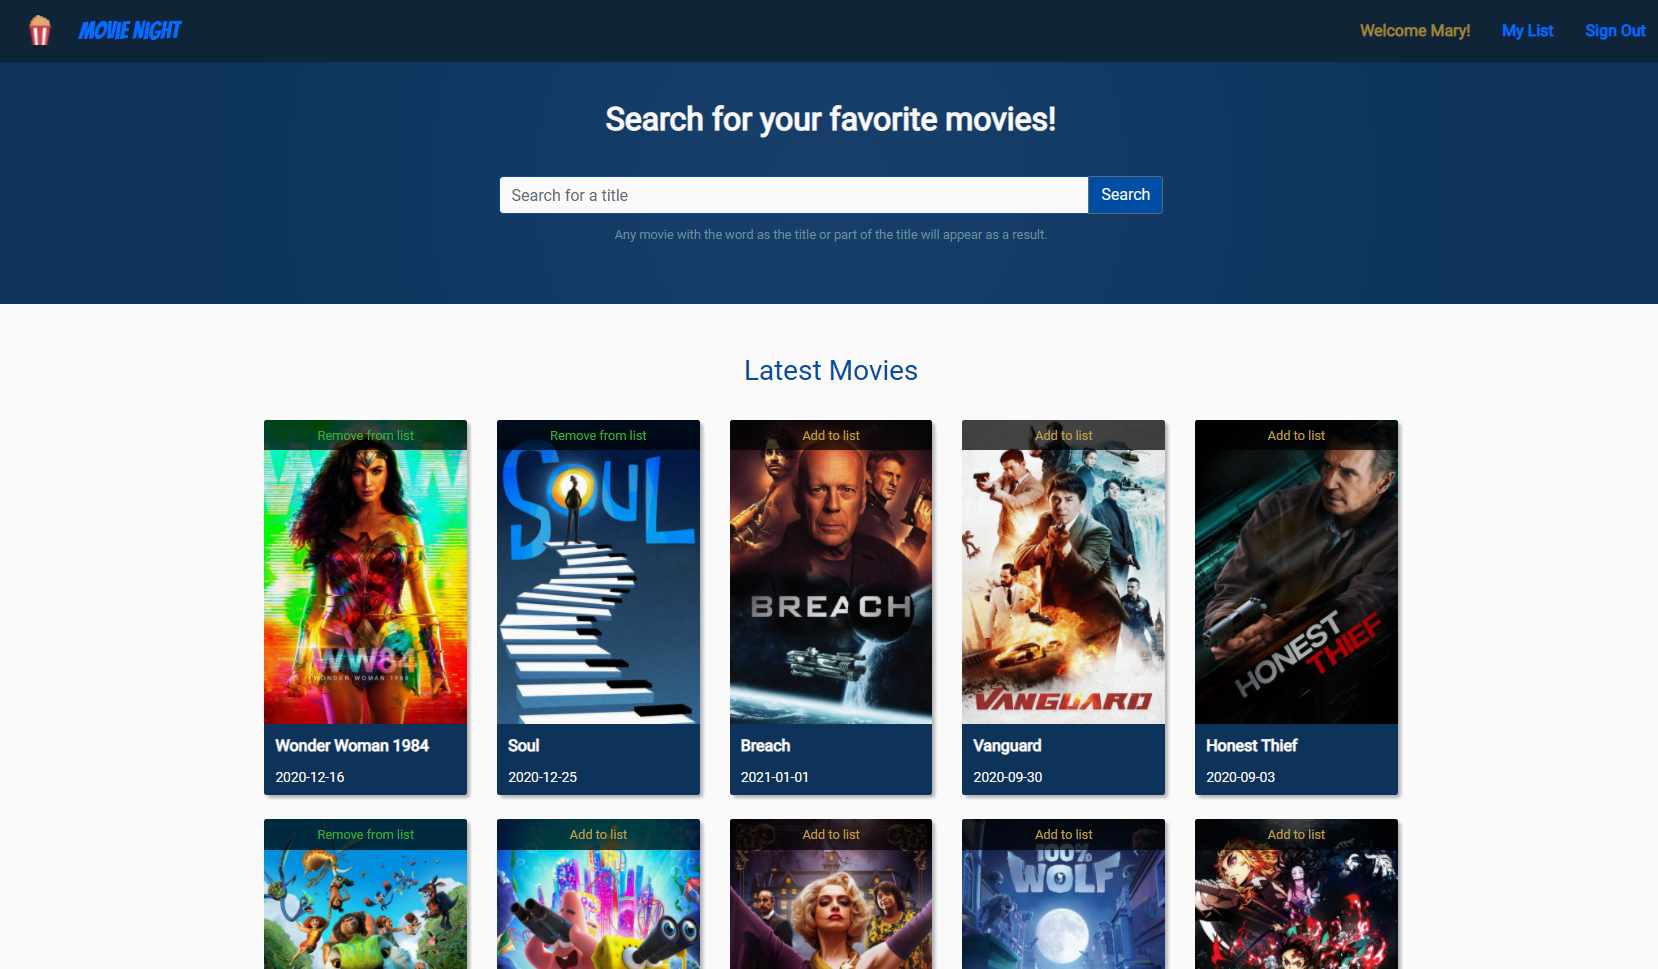 MOVIE NIGHT
Welcome Mary! My List Sign Out
Search for your favorite movies!
Search for a title Search
Any movie with the word as the title or part of the title will appear as a result.
Latest Movies
Remove from list Remove from list Add to list Add to list Add to list
SOUL
BREACH
WW84
WONDER WOMAN 1984
VANGUARD
HONEST
THIEF
Wonder Woman 1984 Soul Breach Vanguard Honest Thief
2020-12-16 2020-12-25 2021-01-01 2020-09-30 2020-09-03
Remove from list Add to list Add to list Add to list Add to list
100%
WOLF